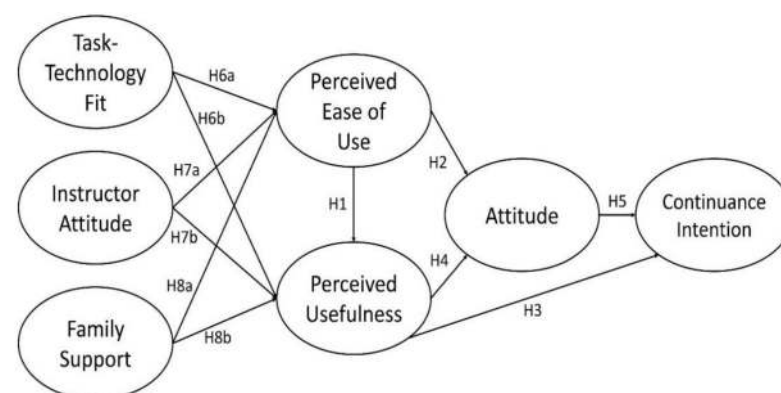 Task-
Technology
Fit
H6a
H6b
Perceived
Ease of
Use
H7a
Instructor
Attitude
H7b
H1
H2
Attitude
H5
Continuance
Intention
H4
H8a
Perceived
Usefulness
H3
Family
Support
H8b